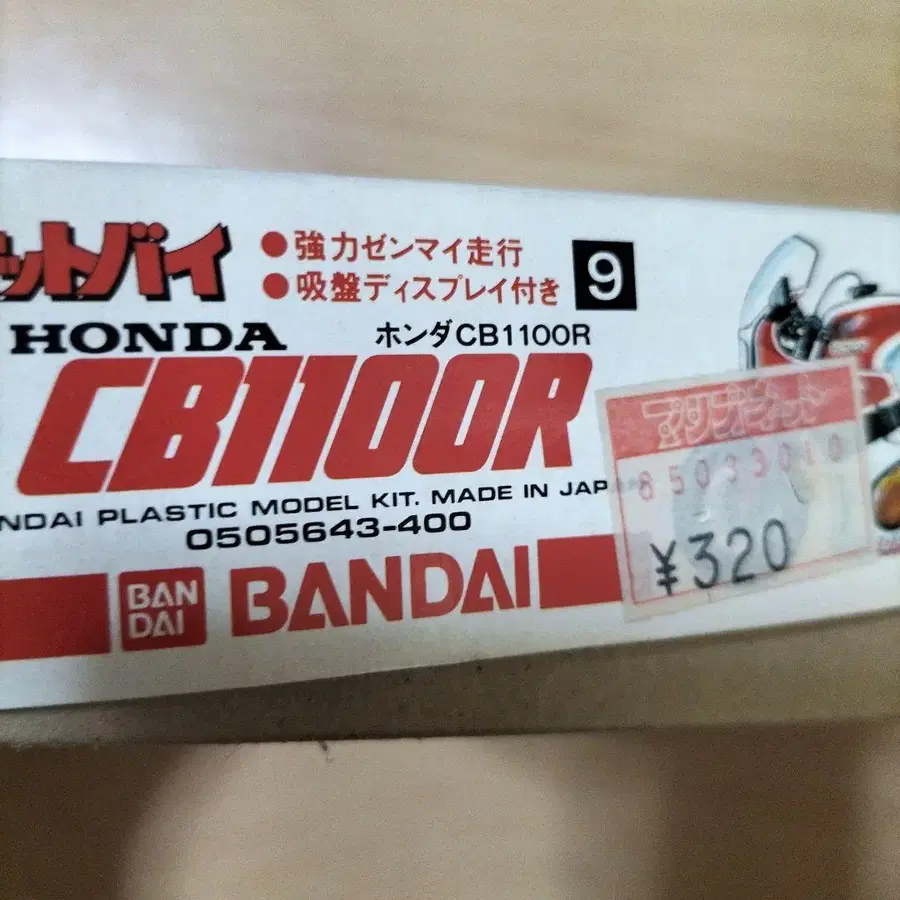 ットバイ
●強力ゼンマイ走行
●吸盤ディスプレイ付き
9
HONDA
ホンダCB1100R
CB1100R
NDAI PLASTIC MODEL KIT. MADE IN JAP
0505643-400
BAN
DAI
BANDAI
¥320